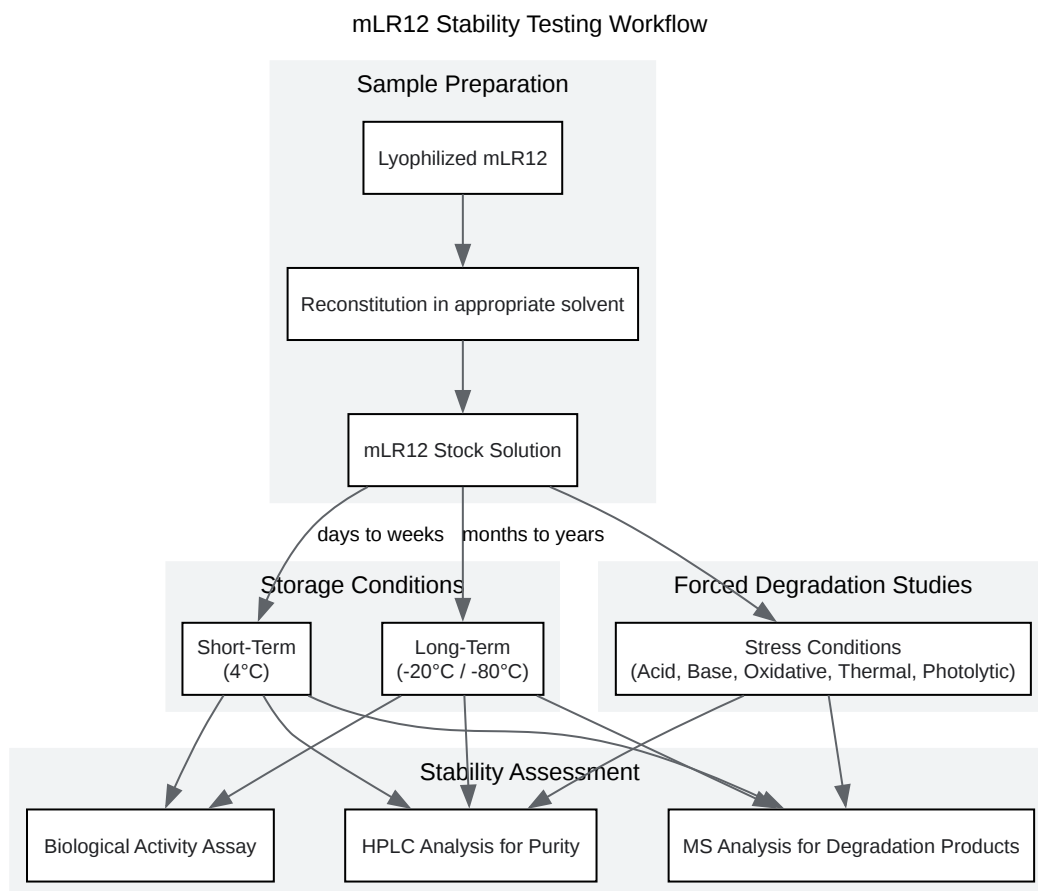 mLR12 Stability Testing Workflow
Sample Preparation
Lyophilized mLR12
Reconstitution in appropriate solvent
mLR12 Stock Solution
days to weeks
months to years
Storage Conditions
Forced Degradation Studies
Short-Term
(4°C)
Long-Term
(-20°C / -80°C)
Stress Conditions
(Acid, Base, Oxidative, Thermal, Photolytic)
Stability Assessment
Biological Activity Assay
HPLC Analysis for Purity
MS Analysis for Degradation Products